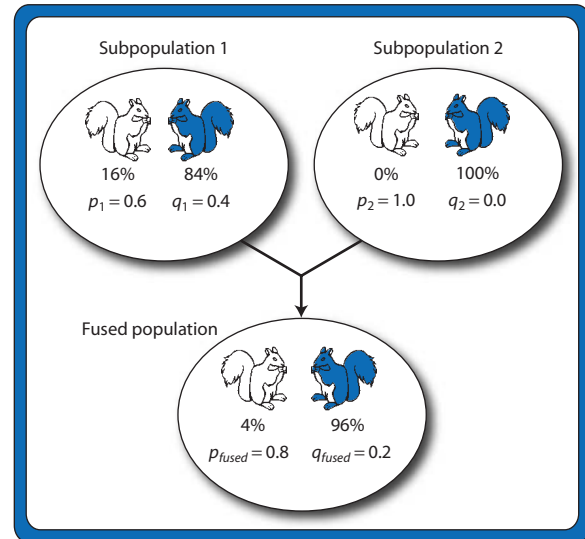 Subpopulation 1
Subpopulation 2
16% 84%
p1 = 0.6 q1 = 0.4
0% 100%
p2 = 1.0 q2 = 0.0
Fused population
4% 96%
pfused = 0.8 qfused = 0.2